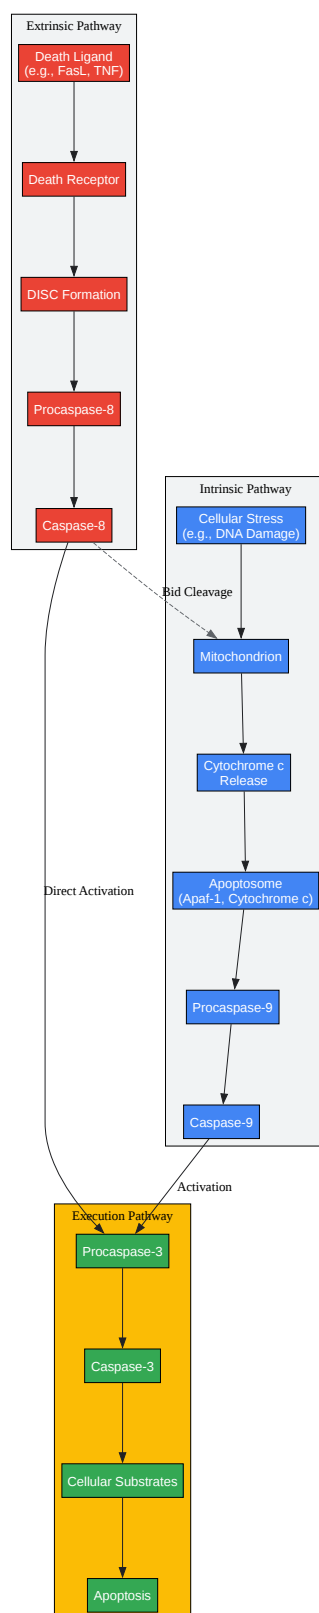 Extrinsic Pathway
Death Ligand
(e.g., FasL, TNF)
Death Receptor
DISC Formation
Procaspase-8
Caspase-8
Intrinsic Pathway
Cellular Stress
(e.g., DNA Damage)
Bid Cleavage
Mitochondrion
Cytochrome c
Release
Apoptosome
(Apaf-1, Cytochrome c)
Direct Activation
Procaspase-9
Caspase-9
Activation
Execution Pathway
Procaspase-3
Caspase-3
Cellular Substrates
Apoptosis